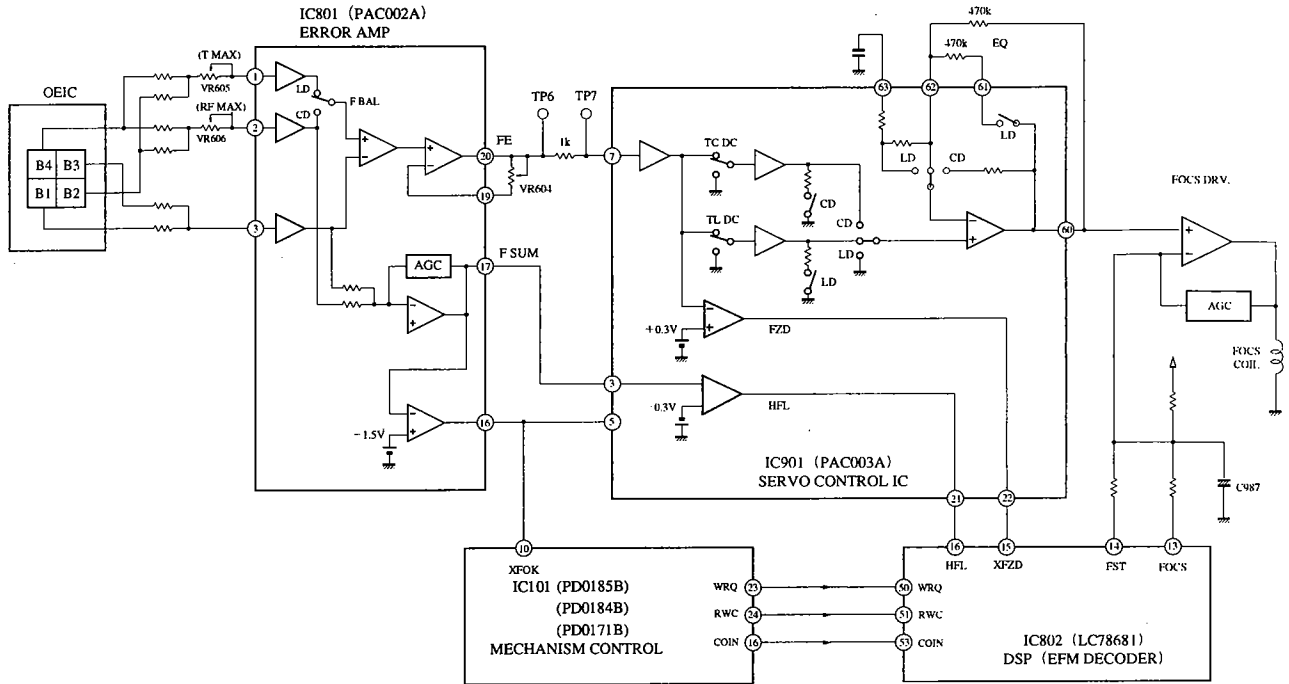 IC801 (PAC002A)
ERROR AMP
OEIC
B4 B3
B1 B2
(T MAX)
VR605
(RF MAX)
VR606
1
2
3
LD
CD
F BAL
FE
20
19
VR604
TP6
TP7
1k
AGC
17
F SUM
-1.5V
16
470k
470k
EQ
63
62
61
LD
LD
CD
7
TC DC
TL DC
CD
LD
CD
LD
+0.3V
FZD
3
5
0.3V
HFL
IC901 (PAC003A)
SERVO CONTROL IC
21
22
60
FOCS DRV.
AGC
FOCS
COIL
C987
10
XFOK
IC101 (PD0185B)
(PD0184B)
(PD0171B)
MECHANISM CONTROL
WRQ 23
RWC 24
COIN 16
16
HFL
15
XFZD
14
FST
13
FOCS
50 WRQ
51 RWC
53 COIN
IC802 (LC78681)
DSP (EFM DECODER)